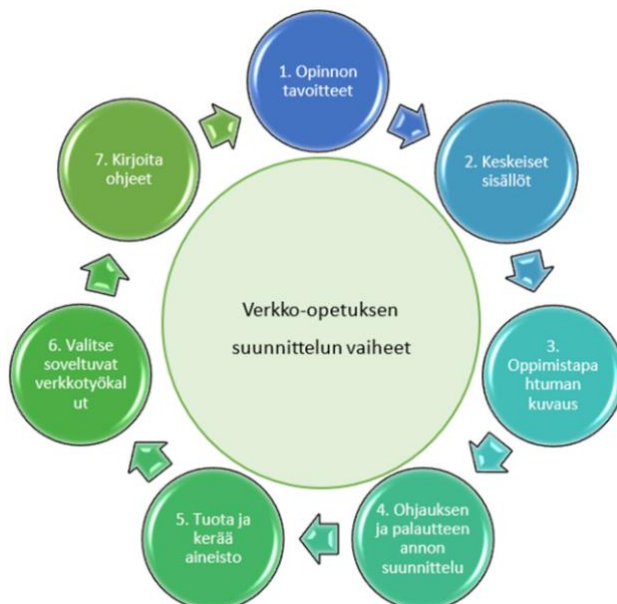 1. Opinnon
tavoitteet
2. Keskeiset
sisällöt
3.
Oppimistapa
htuman
kuvaus
4. Ohjauksen
ja palautteen
annon
suunnittelu
5. Tuota ja
kerää
aineisto
6. Valitse
soveltuvat
verkkotyökal
ut
7. Kirjoita
ohjeet
Verkko-opetuksen
suunnittelun vaiheet